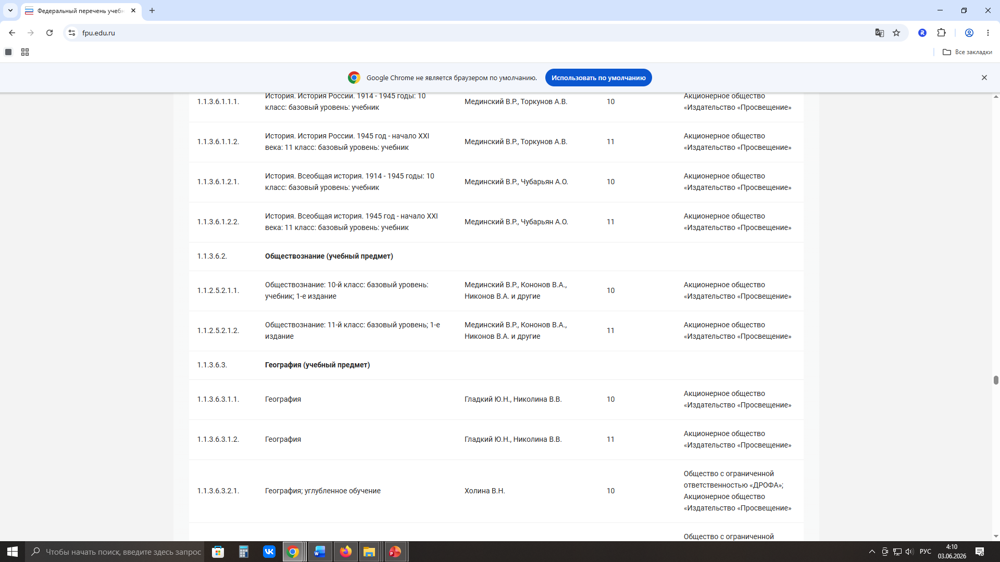 Федеральный перечень учебн
fpu.edu.ru
Все закладки
Google Chrome не является браузером по умолчанию.
Использовать по умолчанию
1.1.3.6.1.1.1.
История. История России. 1914 - 1945 годы: 10
класс: базовый уровень: учебник
Мединский В.Р., Торкунов А.В.
10
Акционерное общество
«Издательство «Просвещение»
1.1.3.6.1.1.2.
История. История России. 1945 год - начало XXI
века: 11 класс: базовый уровень: учебник
Мединский В.Р., Торкунов А.В.
11
Акционерное общество
«Издательство «Просвещение»
1.1.3.6.1.2.1.
История. Всеобщая история. 1914 - 1945 годы: 10
класс: базовый уровень: учебник
Мединский В.Р., Чубарьян А.О.
10
Акционерное общество
«Издательство «Просвещение»
1.1.3.6.1.2.2.
История. Всеобщая история. 1945 год - начало XXI
века: 11 класс: базовый уровень: учебник
Мединский В.Р., Чубарьян А.О.
11
Акционерное общество
«Издательство «Просвещение»
1.1.3.6.2.
Обществознание (учебный предмет)
1.1.2.5.2.1.1.
Обществознание: 10-й класс: базовый уровень:
учебник; 1-е издание
Мединский В.Р., Кононов В.А.,
Никонов В.А. и другие
10
Акционерное общество
«Издательство «Просвещение»
1.1.2.5.2.1.2.
Обществознание: 11-й класс: базовый уровень; 1-е
издание
Мединский В.Р., Кононов В.А.,
Никонов В.А. и другие
11
Акционерное общество
«Издательство «Просвещение»
1.1.3.6.3.
География (учебный предмет)
1.1.3.6.3.1.1.
География
Гладкий Ю.Н., Николина В.В.
10
Акционерное общество
«Издательство «Просвещение»
1.1.3.6.3.1.2.
География
Гладкий Ю.Н., Николина В.В.
11
Акционерное общество
«Издательство «Просвещение»
1.1.3.6.3.2.1.
География; углубленное обучение
Холина В.Н.
10
Общество с ограниченной
ответственностью «ДРОФА»;
Акционерное общество
«Издательство «Просвещение»
Общество с ограниченной
Чтобы начать поиск, введите здесь запрос
РУС
4:10
03.06.2026